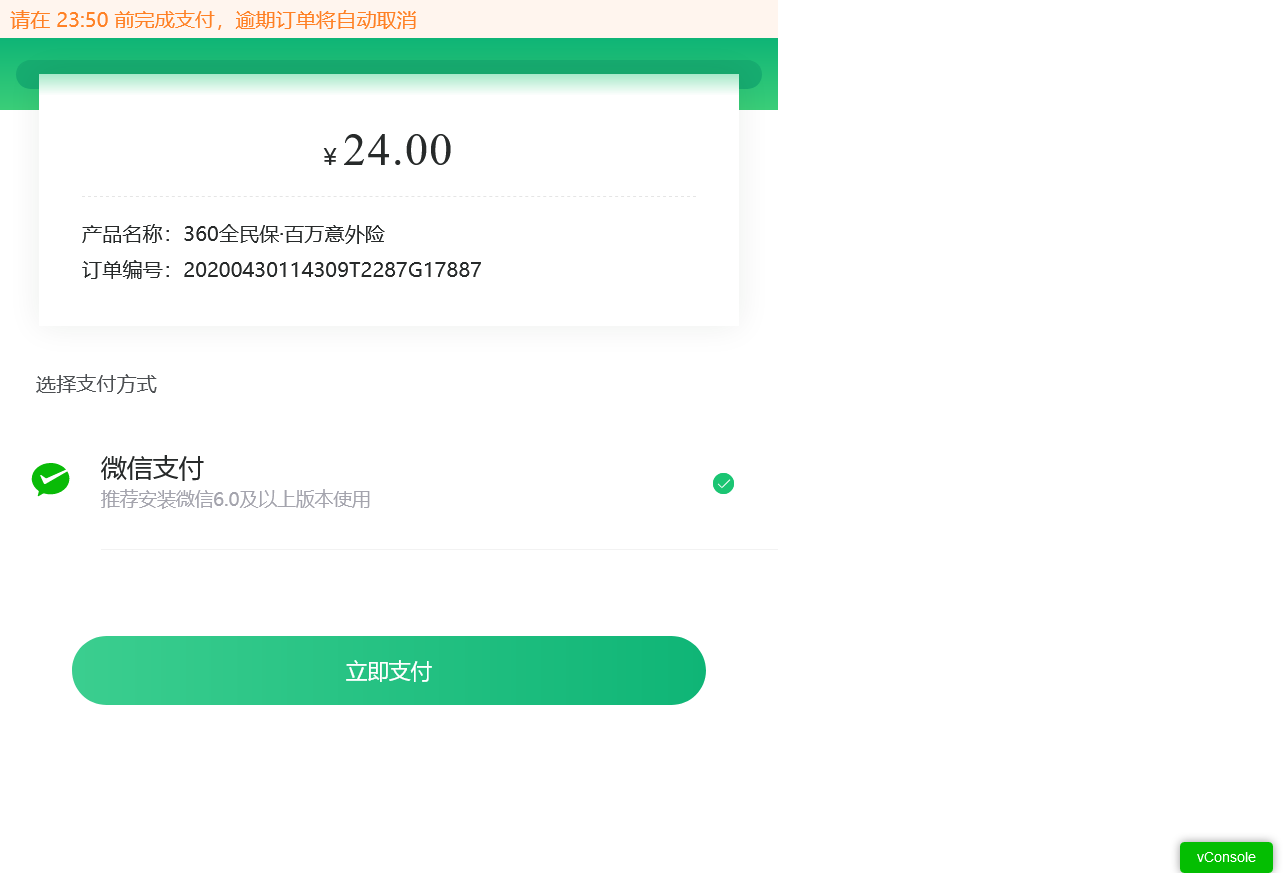 请在 23:50 前完成支付，逾期订单将自动取消
¥24.00
产品名称：360全民保·百万意外险
订单编号：20200430114309T2287G17887
选择支付方式
微信支付
推荐安装微信6.0及以上版本使用
立即支付
vConsole